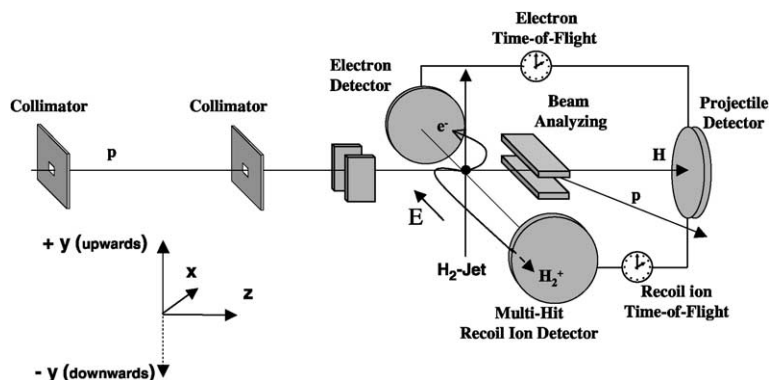 Electron
Time-of-Flight
Electron
Detector
Collimator
Collimator
Beam
Analyzing
Projectile
Detector
e-
p
H
p
E
+ y (upwards)
x
z
H₂-Jet
H₂⁺
Multi-Hit
Recoil Ion Detector
Recoil ion
Time-of-Flight
- y (downwards)